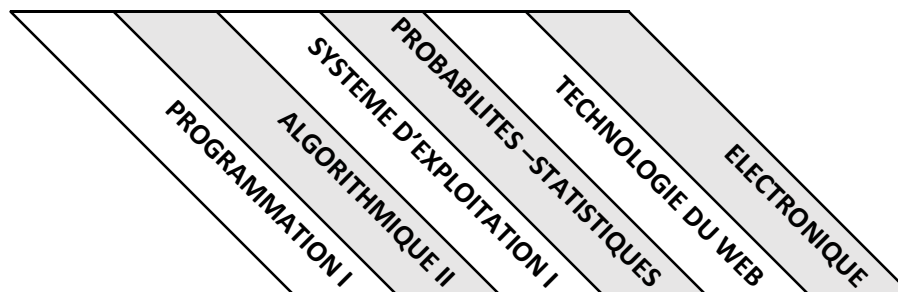 PROGRAMMATION I
ALGORITHMIQUE II
SYSTEME D’EXPLOITATION I
PROBABILITES –STATISTIQUES
TECHNOLOGIE DU WEB
ELECTRONIQUE